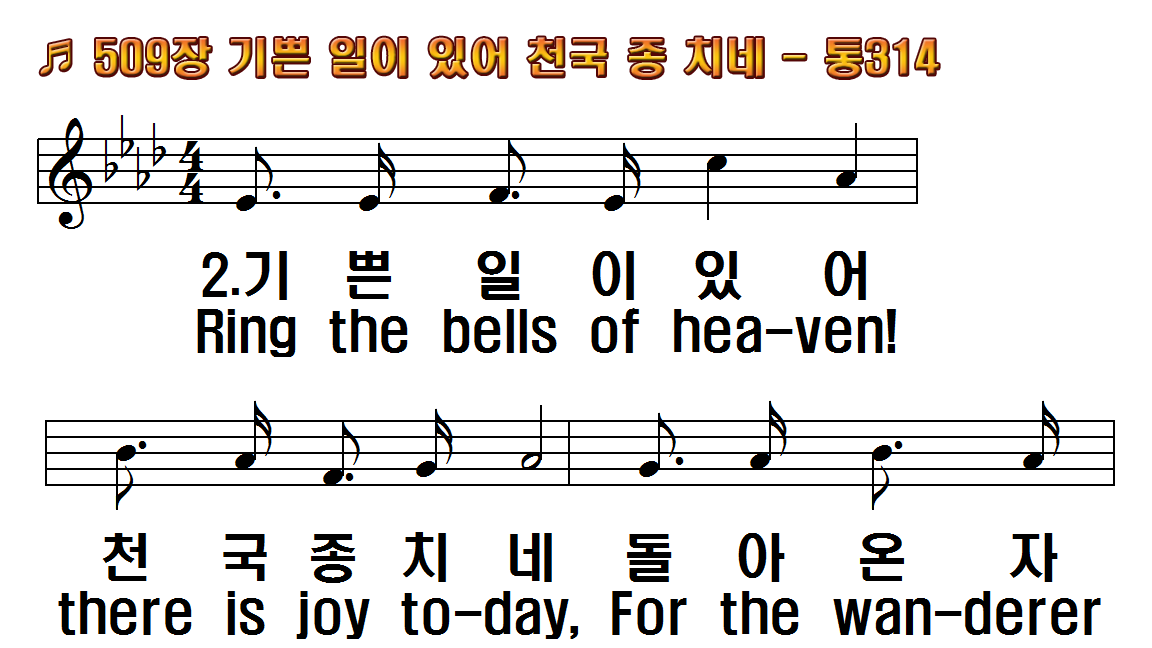 ♬ 509장 기쁜 일이 있어 천국 종 치네 - 통314
4
4
2.기 쁜 일 이 있 어
Ring the bells of hea-ven!
천 국 종 치 네 돌 아 온 자
there is joy to-day, For the wan-derer